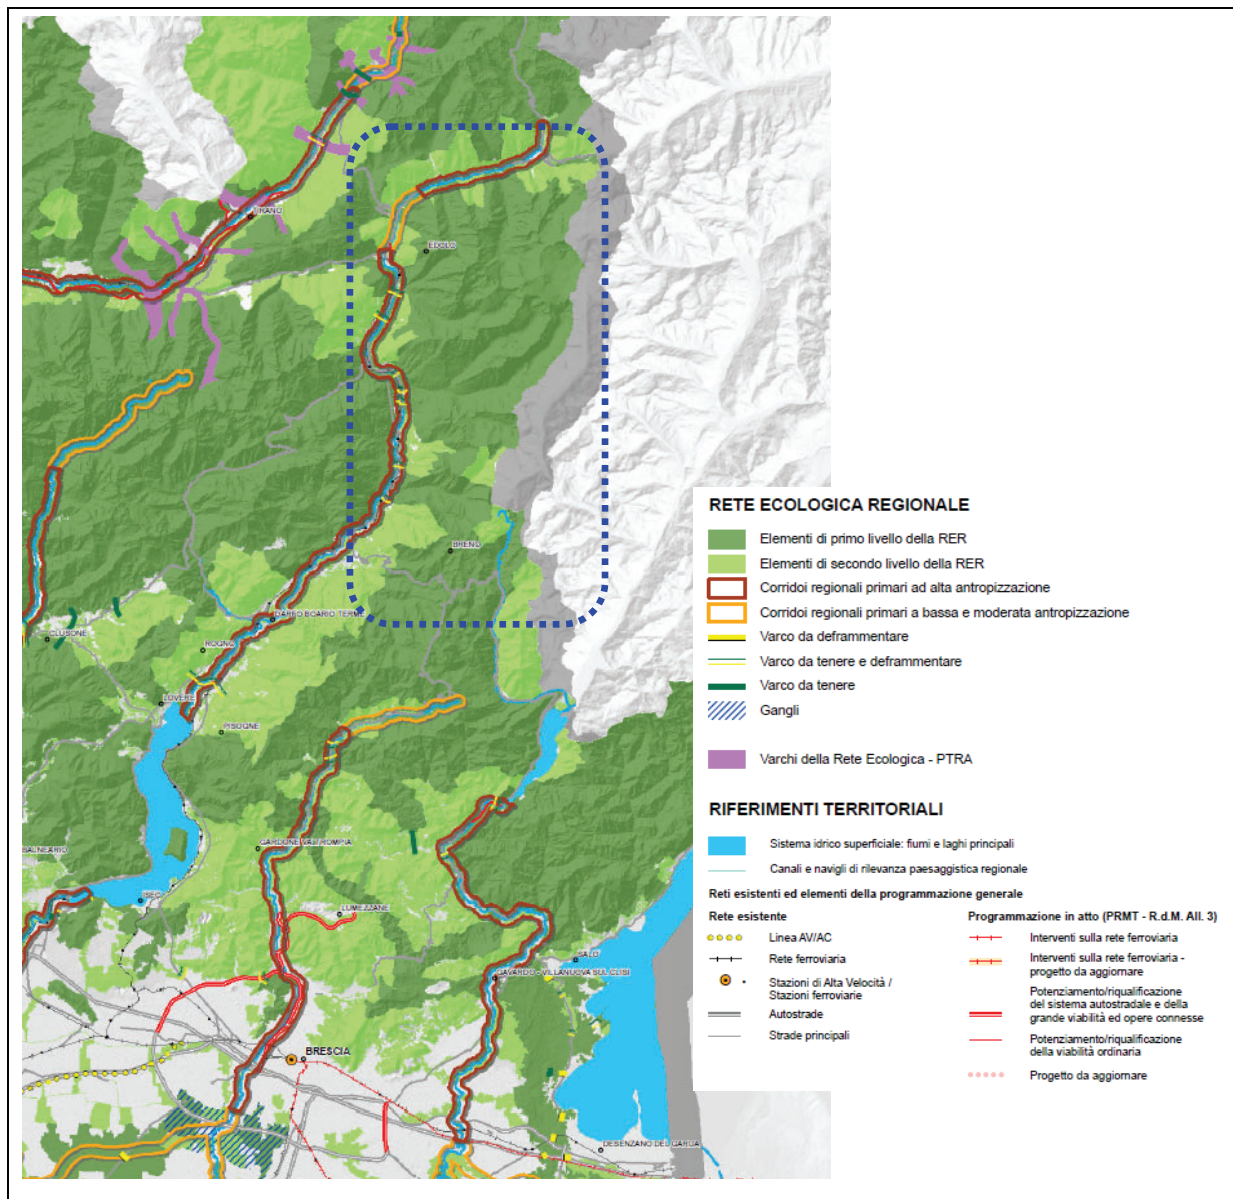 TIRANO
EDOLO
BRENO
DARFO BOARIO TERME
CLUSONE
ROGNO
LOVERE
PISOGNE
GARDONE VAL TROMPIA
BALNEARIO
ISEO
LUMEZZANE
SALÒ
GAVARDO - VILLANUOVA SUL CLISI
BRESCIA
DESENZANO DEL GARDA
RETE ECOLOGICA REGIONALE
Elementi di primo livello della RER
Elementi di secondo livello della RER
Corridoi regionali primari ad alta antropizzazione
Corridoi regionali primari a bassa e moderata antropizzazione
Varco da deframmentare
Varco da tenere e deframmentare
Varco da tenere
Gangli
Varchi della Rete Ecologica - PTRA
RIFERIMENTI TERRITORIALI
Sistema idrico superficiale: fiumi e laghi principali
Canali e navigli di rilevanza paesaggistica regionale
Reti esistenti ed elementi della programmazione generale
Rete esistente
Linea AV/AC
Rete ferroviaria
Stazioni di Alta Velocità /
Stazioni ferroviarie
Autostrade
Strade principali
Programmazione in atto (PRMT - R.d.M. All. 3)
Interventi sulla rete ferroviaria
Interventi sulla rete ferroviaria -
progetto da aggiornare
Potenziamento/riqualificazione
del sistema autostradale e della
grande viabilità ed opere connesse
Potenziamento/riqualificazione
della viabilità ordinaria
Progetto da aggiornare